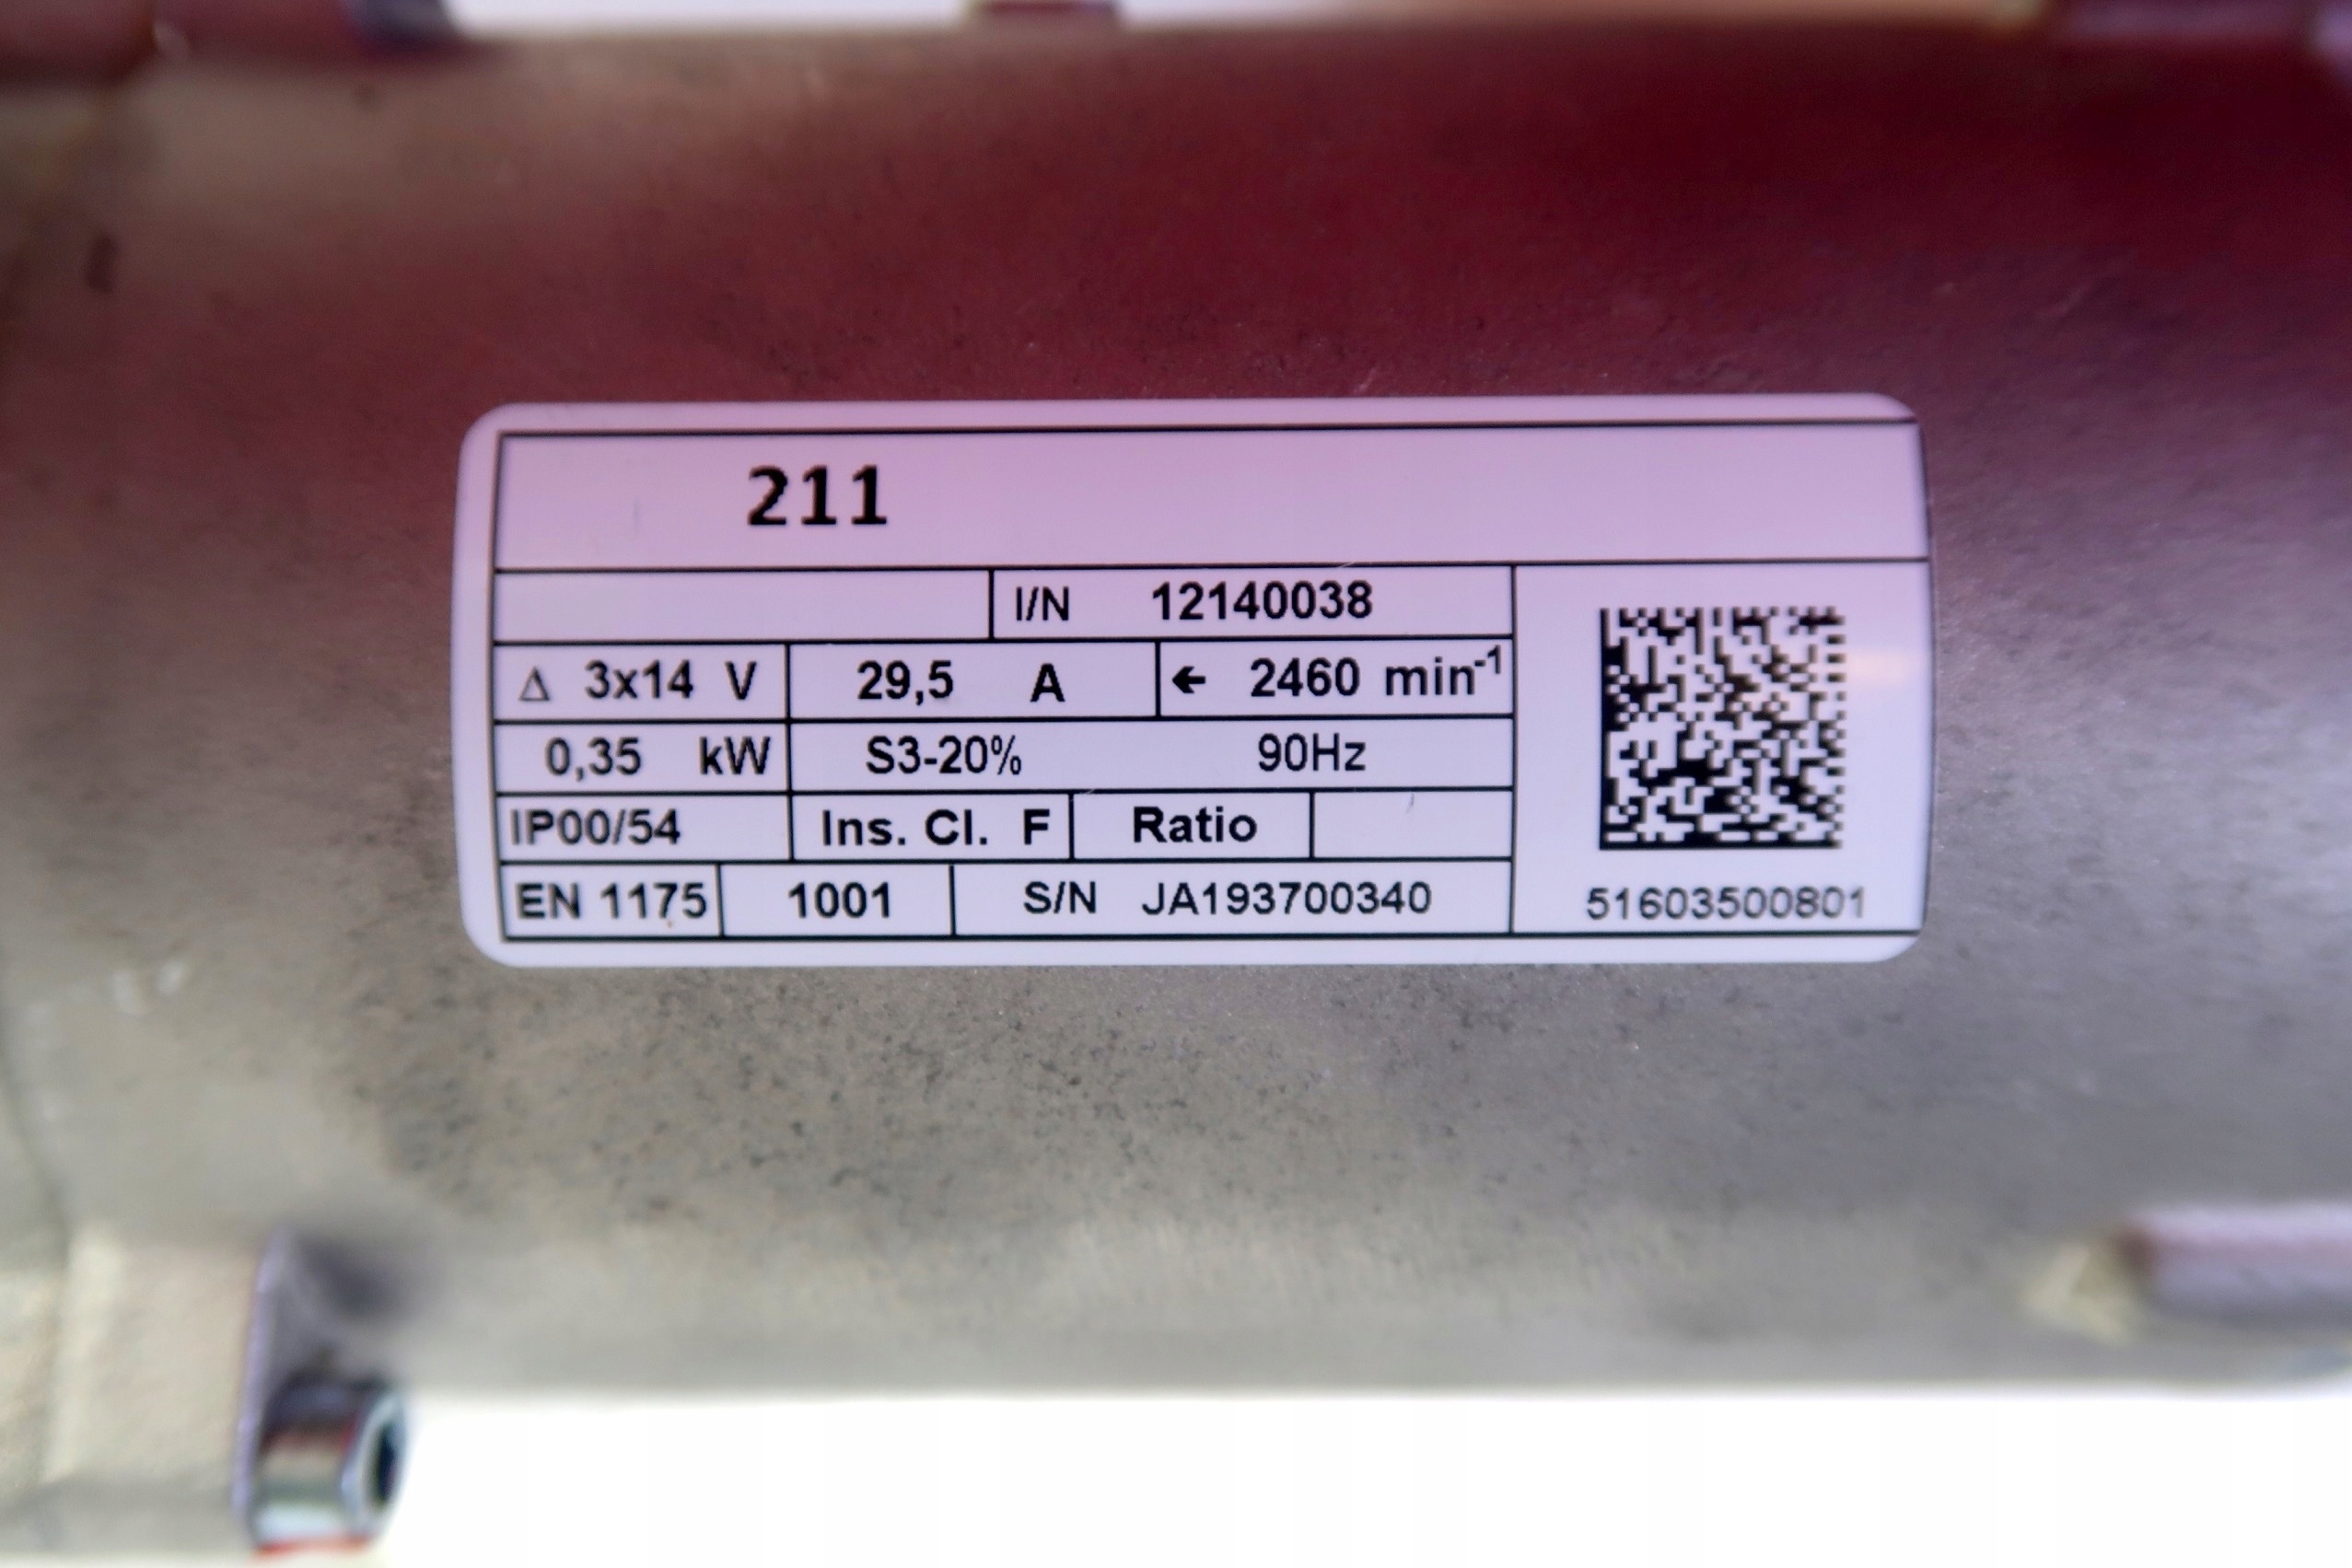 211
I/N 12140038
Δ 3x14 V 29,5 A ← 2460 min⁻¹
0,35 kW S3-20% 90Hz
IP00/54 Ins. Cl. F Ratio
EN 1175 1001 S/N JA193700340
51603500801